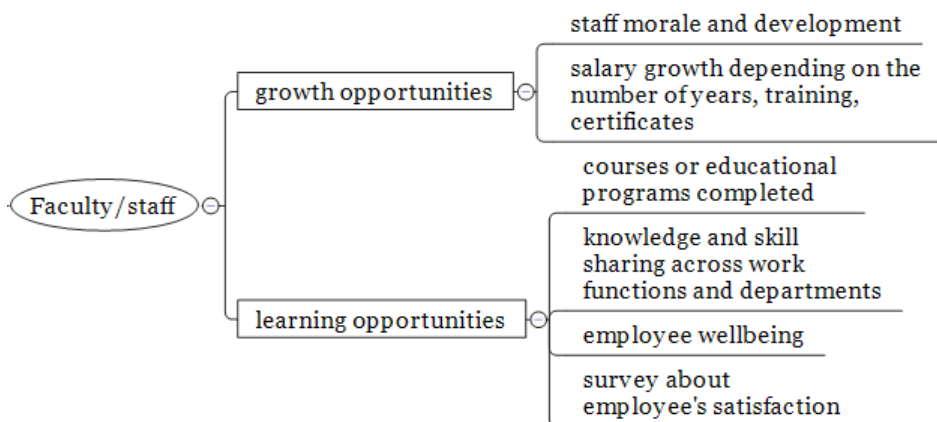 staff morale and development
growth opportunities
salary growth depending on the
number of years, training,
certificates
Faculty/staff
courses or educational
programs completed
knowledge and skill
sharing across work
functions and departments
learning opportunities
employee wellbeing
survey about
employee's satisfaction